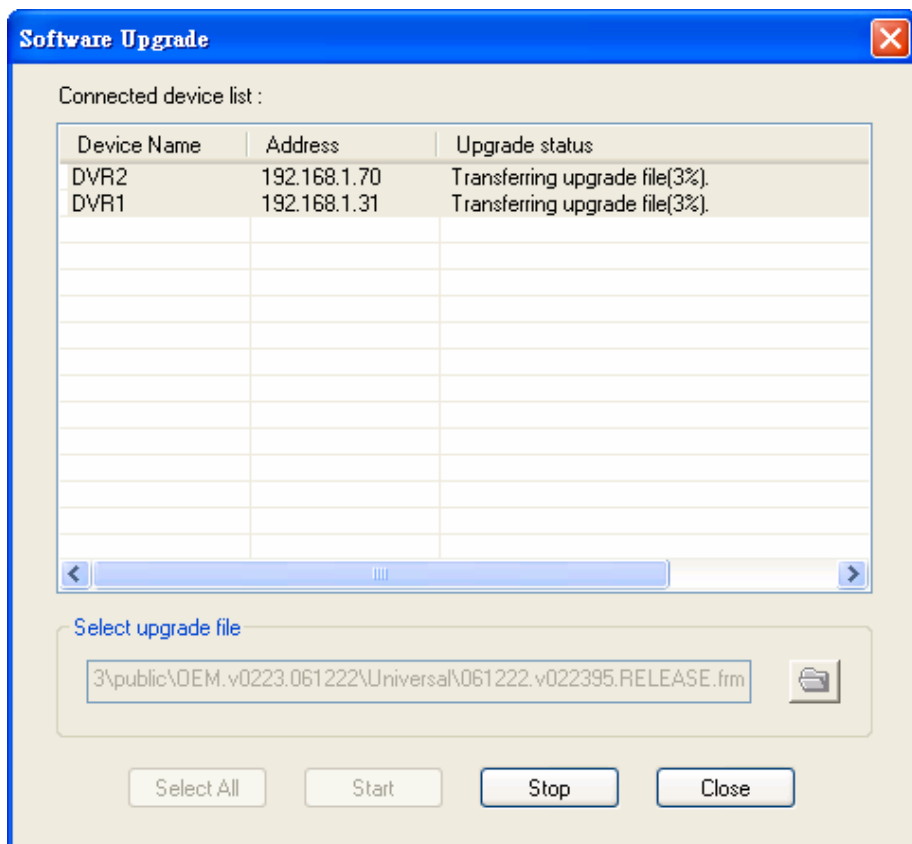 Software Upgrade
Connected device list :
Device Name Address Upgrade status
DVR2 192.168.1.70 Transferring upgrade file(3%).
DVR1 192.168.1.31 Transferring upgrade file(3%).
Select upgrade file
3\public\OEM.v0223.061222\Universal\061222.v022395.RELEASE.frm
Select All Start Stop Close